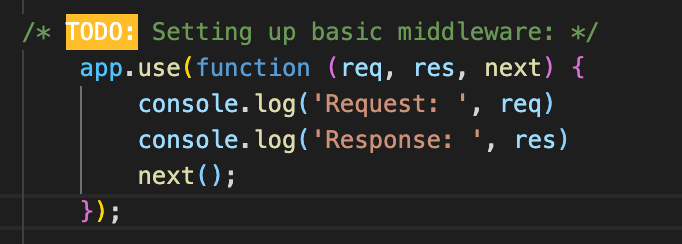 /* TODO: Setting up basic middleware: */
app.use(function (req, res, next) {
console.log('Request: ', req)
console.log('Response: ', res)
next();
});